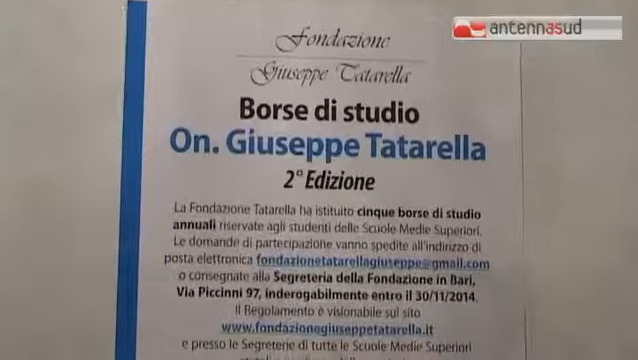 antennasud
Fondazione
Giuseppe Tatarella
Borse di studio
On. Giuseppe Tatarella
2ª Edizione
La Fondazione Tatarella ha istituito cinque borse di studio
annuali riservate agli studenti delle Scuole Medie Superiori.
Le domande di partecipazione vanno spedite all'indirizzo di
posta elettronica fondazionetatarellagiuseppe@gmail.com
o consegnate alla Segreteria della Fondazione in Bari,
Via Piccinni 97, inderogabilmente entro il 30/11/2014.
Il Regolamento è visionabile sul sito
www.fondazionegiuseppetatarella.it
e presso le Segreterie di tutte le Scuole Medie Superiori